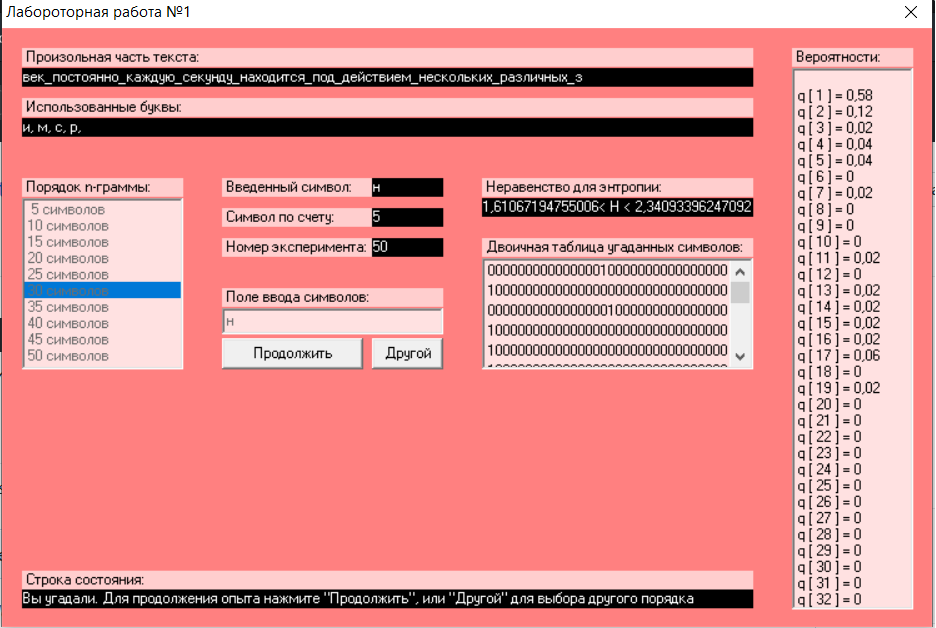 Лабороторная работа №1
Произольная часть текста:
век_постоянно_каждую_секунду_находится_под_действием_нескольких_различных_з
Использованные буквы:
и, м, с, р,
Порядок n-граммы:
5 символов
10 символов
15 символов
20 символов
25 символов
30 символов
35 символов
40 символов
45 символов
50 символов
Введенный символ: н
Символ по счету: 5
Номер эксперимента: 50
Поле ввода символов:
н
Продолжить
Другой
Неравенство для энтропии:
1,61067194755006< H < 2,34093396247092
Двоичная таблица угаданных символов:
00000000000000010000000000000000
10000000000000000000000000000000
00000000000000001000000000000000
10000000000000000000000000000000
10000000000000000000000000000000
Строка состояния:
Вы угадали. Для продолжения опыта нажмите "Продолжить", или "Другой" для выбора другого порядка
Вероятности:
q [ 1 ] = 0,58
q [ 2 ] = 0,12
q [ 3 ] = 0,02
q [ 4 ] = 0,04
q [ 5 ] = 0,04
q [ 6 ] = 0
q [ 7 ] = 0,02
q [ 8 ] = 0
q [ 9 ] = 0
q [ 10 ] = 0
q [ 11 ] = 0,02
q [ 12 ] = 0
q [ 13 ] = 0,02
q [ 14 ] = 0,02
q [ 15 ] = 0,02
q [ 16 ] = 0,02
q [ 17 ] = 0,06
q [ 18 ] = 0
q [ 19 ] = 0,02
q [ 20 ] = 0
q [ 21 ] = 0
q [ 22 ] = 0
q [ 23 ] = 0
q [ 24 ] = 0
q [ 25 ] = 0
q [ 26 ] = 0
q [ 27 ] = 0
q [ 28 ] = 0
q [ 29 ] = 0
q [ 30 ] = 0
q [ 31 ] = 0
q [ 32 ] = 0